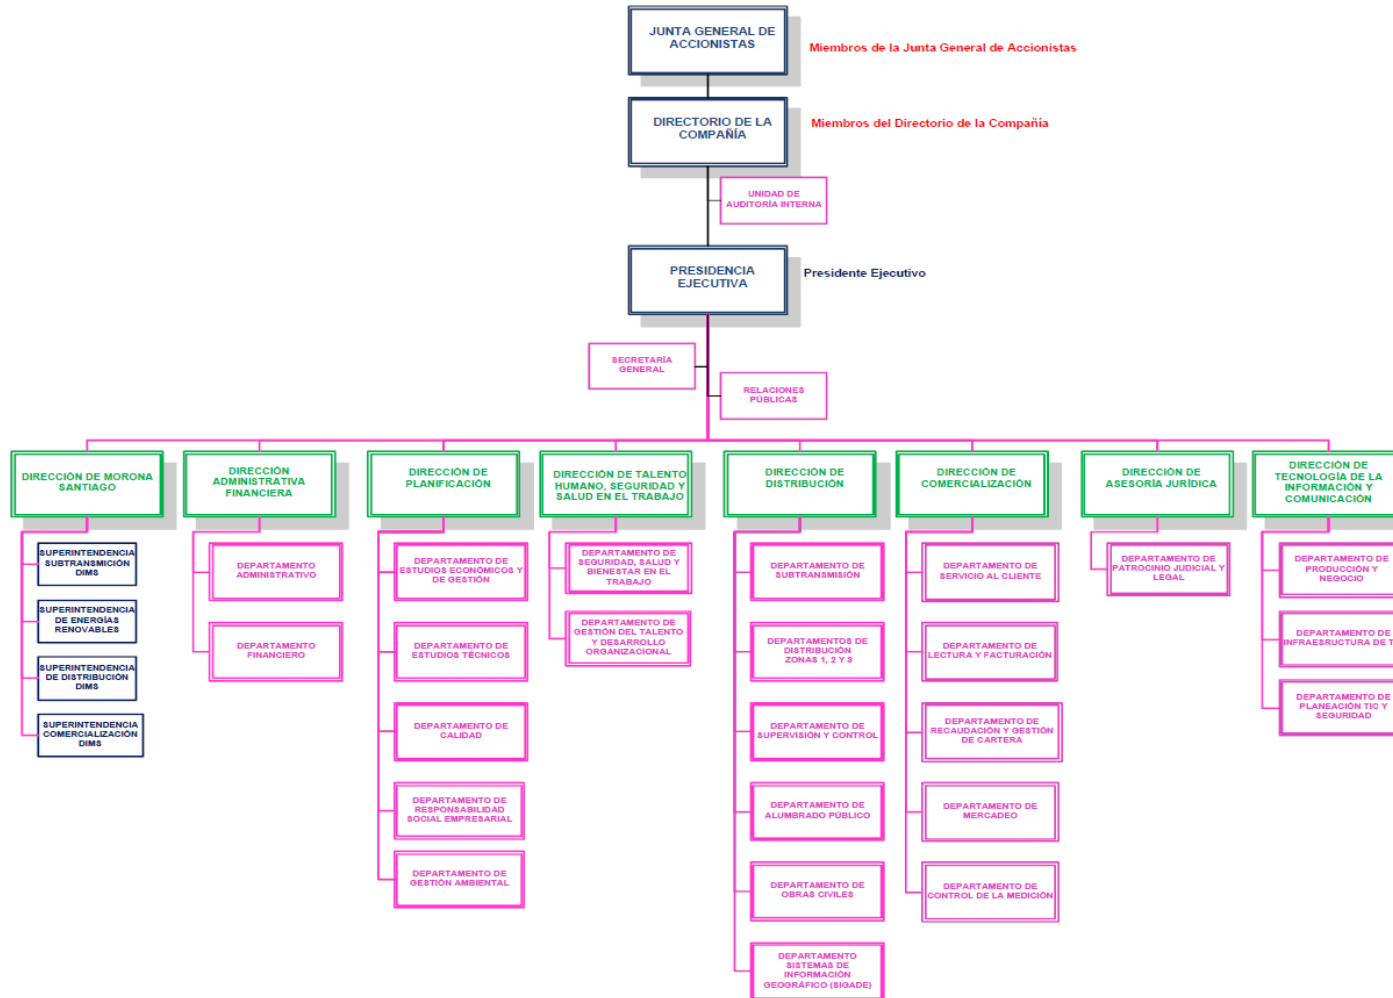 JUNTA GENERAL DE
ACCIONISTAS
Miembros de la Junta General de Accionistas
DIRECTORIO DE LA
COMPAÑÍA
Miembros del Directorio de la Compañía
UNIDAD DE
AUDITORÍA INTERNA
PRESIDENCIA
EJECUTIVA
Presidente Ejecutivo
SECRETARÍA
GENERAL
RELACIONES
PÚBLICAS
DIRECCIÓN DE MORONA
SANTIAGO
SUPERINTENDENCIA
SUBTRANSMICIÓN
DIMS
SUPERINTENDENCIA
DE ENERGÍAS
RENOVABLES
SUPERINTENDENCIA
DE DISTRIBUCIÓN
DIMS
SUPERINTENDENCIA
COMERCIALIZACIÓN
DIMS
DIRECCIÓN
ADMINISTRATIVA
FINANCIERA
DEPARTAMENTO
ADMINISTRATIVO
DEPARTAMENTO
FINANCIERO
DIRECCIÓN DE
PLANIFICACIÓN
DEPARTAMENTO DE
ESTUDIOS ECONÓMICOS Y
DE GESTIÓN
DEPARTAMENTO DE
ESTUDIOS TÉCNICOS
DEPARTAMENTO DE
CALIDAD
DEPARTAMENTO DE
RESPONSABILIDAD
SOCIAL EMPRESARIAL
DEPARTAMENTO DE
GESTIÓN AMBIENTAL
DIRECCIÓN DE TALENTO
HUMANO, SEGURIDAD Y
SALUD EN EL TRABAJO
DEPARTAMENTO DE
SEGURIDAD, SALUD Y
BIENESTAR EN EL
TRABAJO
DEPARTAMENTO DE
GESTIÓN DEL TALENTO
Y DESARROLLO
ORGANIZACIONAL
DIRECCIÓN DE
DISTRIBUCIÓN
DEPARTAMENTO DE
SUBTRANSMISIÓN
DEPARTAMENTOS DE
DISTRIBUCIÓN
ZONAS 1, 2 Y 3
DEPARTAMENTO DE
SUPERVISIÓN Y CONTROL
DEPARTAMENTO DE
ALUMBRADO PÚBLICO
DEPARTAMENTO DE
OBRAS CIVILES
DEPARTAMENTO
SISTEMAS DE
INFORMACIÓN
GEOGRÁFICO (SIGADE)
DIRECCIÓN DE
COMERCIALIZACIÓN
DEPARTAMENTO DE
SERVICIO AL CLIENTE
DEPARTAMENTO DE
LECTURA Y FACTURACIÓN
DEPARTAMENTO DE
RECAUDACIÓN Y GESTIÓN
DE CARTERA
DEPARTAMENTO DE
MERCADEO
DEPARTAMENTO DE
CONTROL DE LA MEDICIÓN
DIRECCIÓN DE
ASESORÍA JURÍDICA
DEPARTAMENTO DE
PATROCINIO JUDICIAL Y
LEGAL
DIRECCIÓN DE
TECNOLOGÍA DE LA
INFORMACIÓN Y
COMUNICACIÓN
DEPARTAMENTO DE
PRODUCCIÓN Y
NEGOCIO
DEPARTAMENTO DE
INFRAESRUCTURA DE
DEPARTAMENTO DE
PLANEACIÓN TIC Y
SEGURIDAD